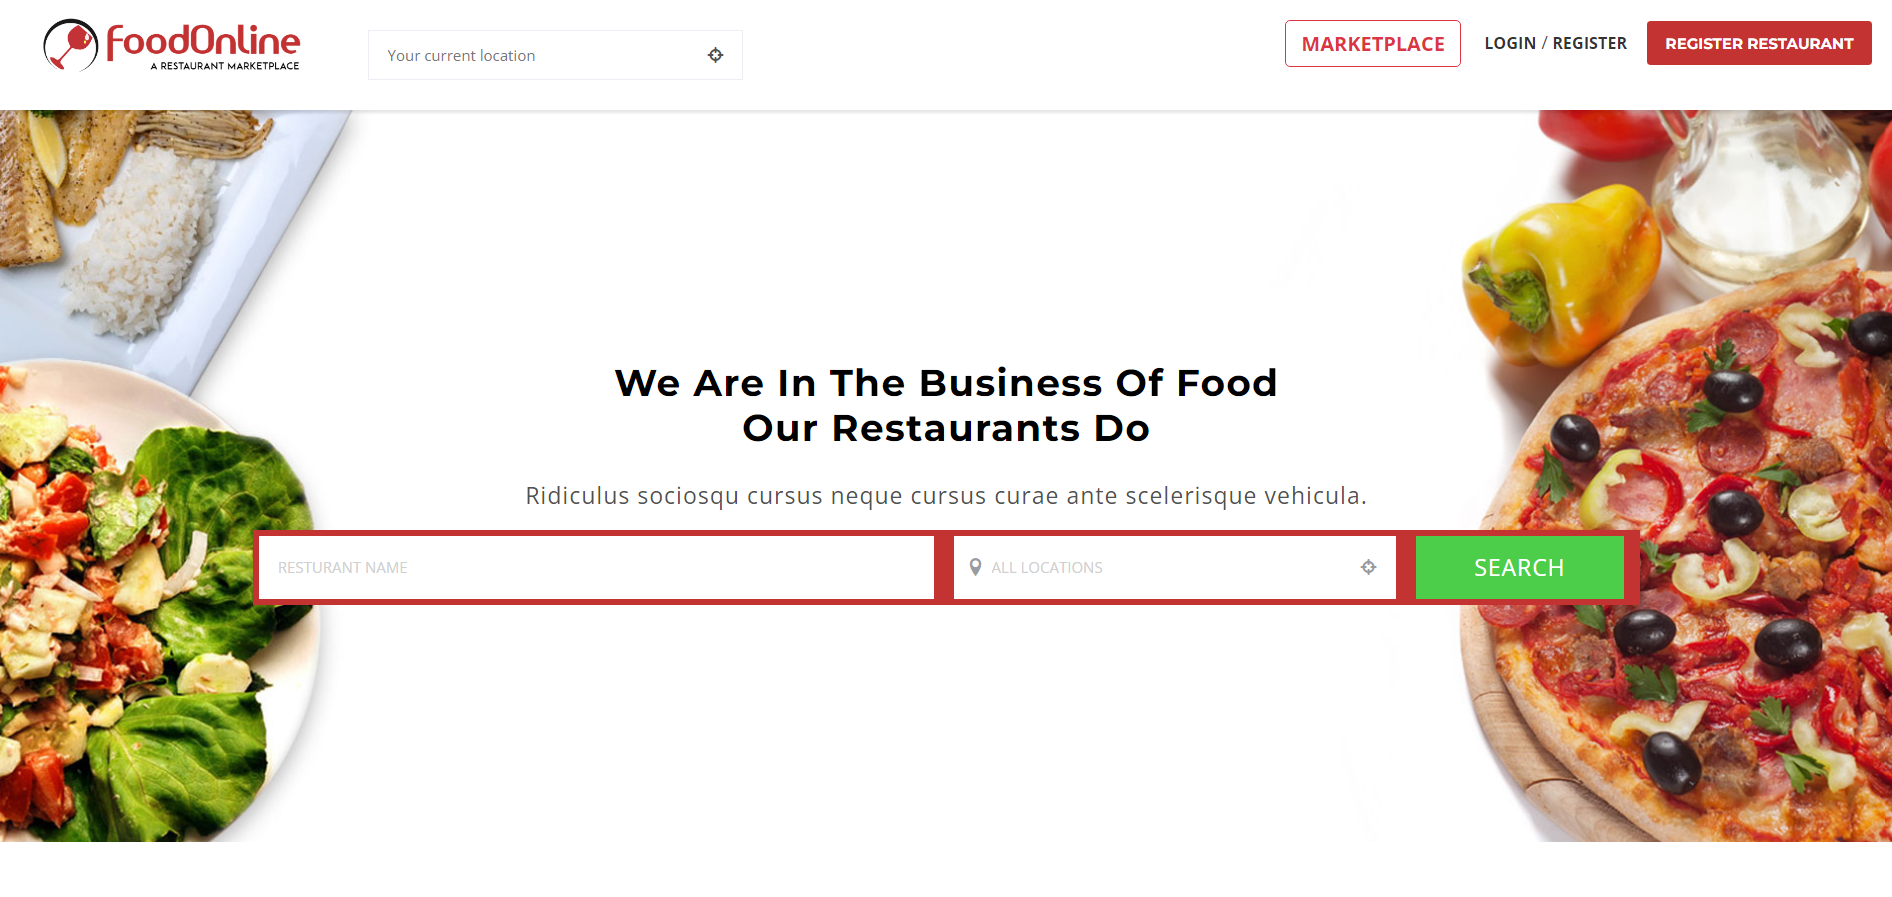 FoodOnline
A RESTAURANT MARKETPLACE
Your current location
MARKETPLACE
LOGIN / REGISTER
REGISTER RESTAURANT
We Are In The Business Of Food
Our Restaurants Do
Ridiculus sociosqu cursus neque cursus curae ante scelerisque vehicula.
RESTURANT NAME
ALL LOCATIONS
SEARCH